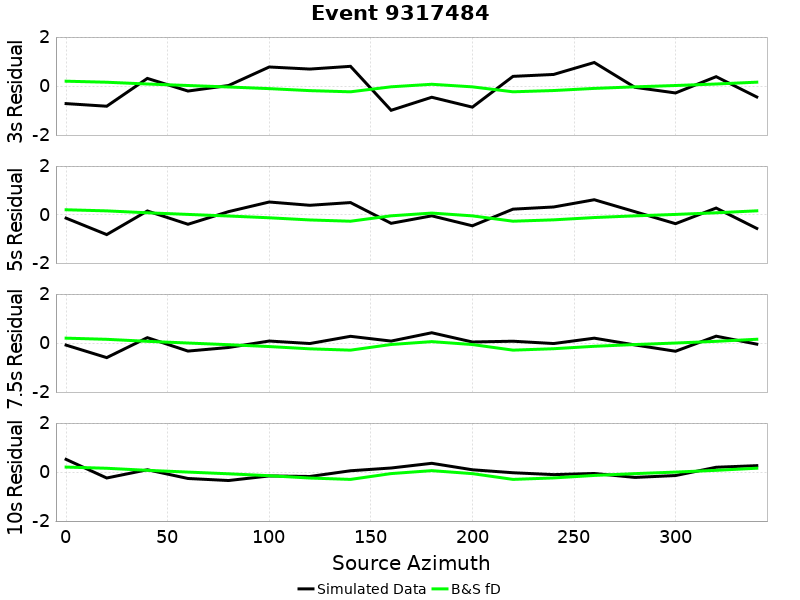 Event 9317484
3s Residual
2
0
-2
5s Residual
2
0
-2
7.5s Residual
2
0
-2
10s Residual
2
0
-2
0 50 100 150 200 250 300
Source Azimuth
Simulated Data B&S fD